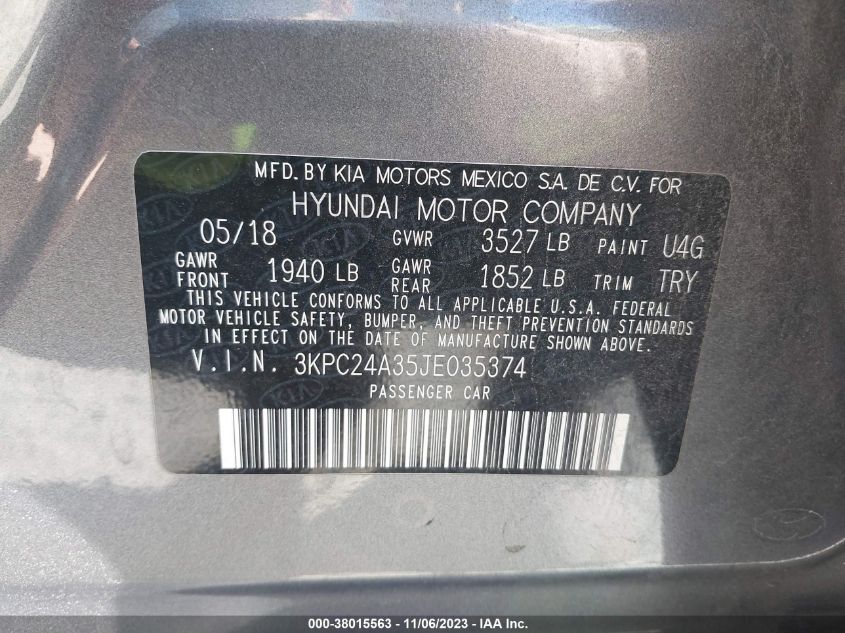 MFD. BY KIA MOTORS MEXICO S.A. DE C.V. FOR
HYUNDAI MOTOR COMPANY
05/18 GVWR 3527 LB PAINT U4G
GAWR FRONT 1940 LB GAWR REAR 1852 LB TRIM TRY
THIS VEHICLE CONFORMS TO ALL APPLICABLE U.S.A. FEDERAL
MOTOR VEHICLE SAFETY, BUMPER, AND THEFT PREVENTION STANDARDS
IN EFFECT ON THE DATE OF MANUFACTURE SHOWN ABOVE.
V.I.N. 3KPC24A35JE035374
PASSENGER CAR
000-38015563 - 11/06/2023 - IAA Inc.